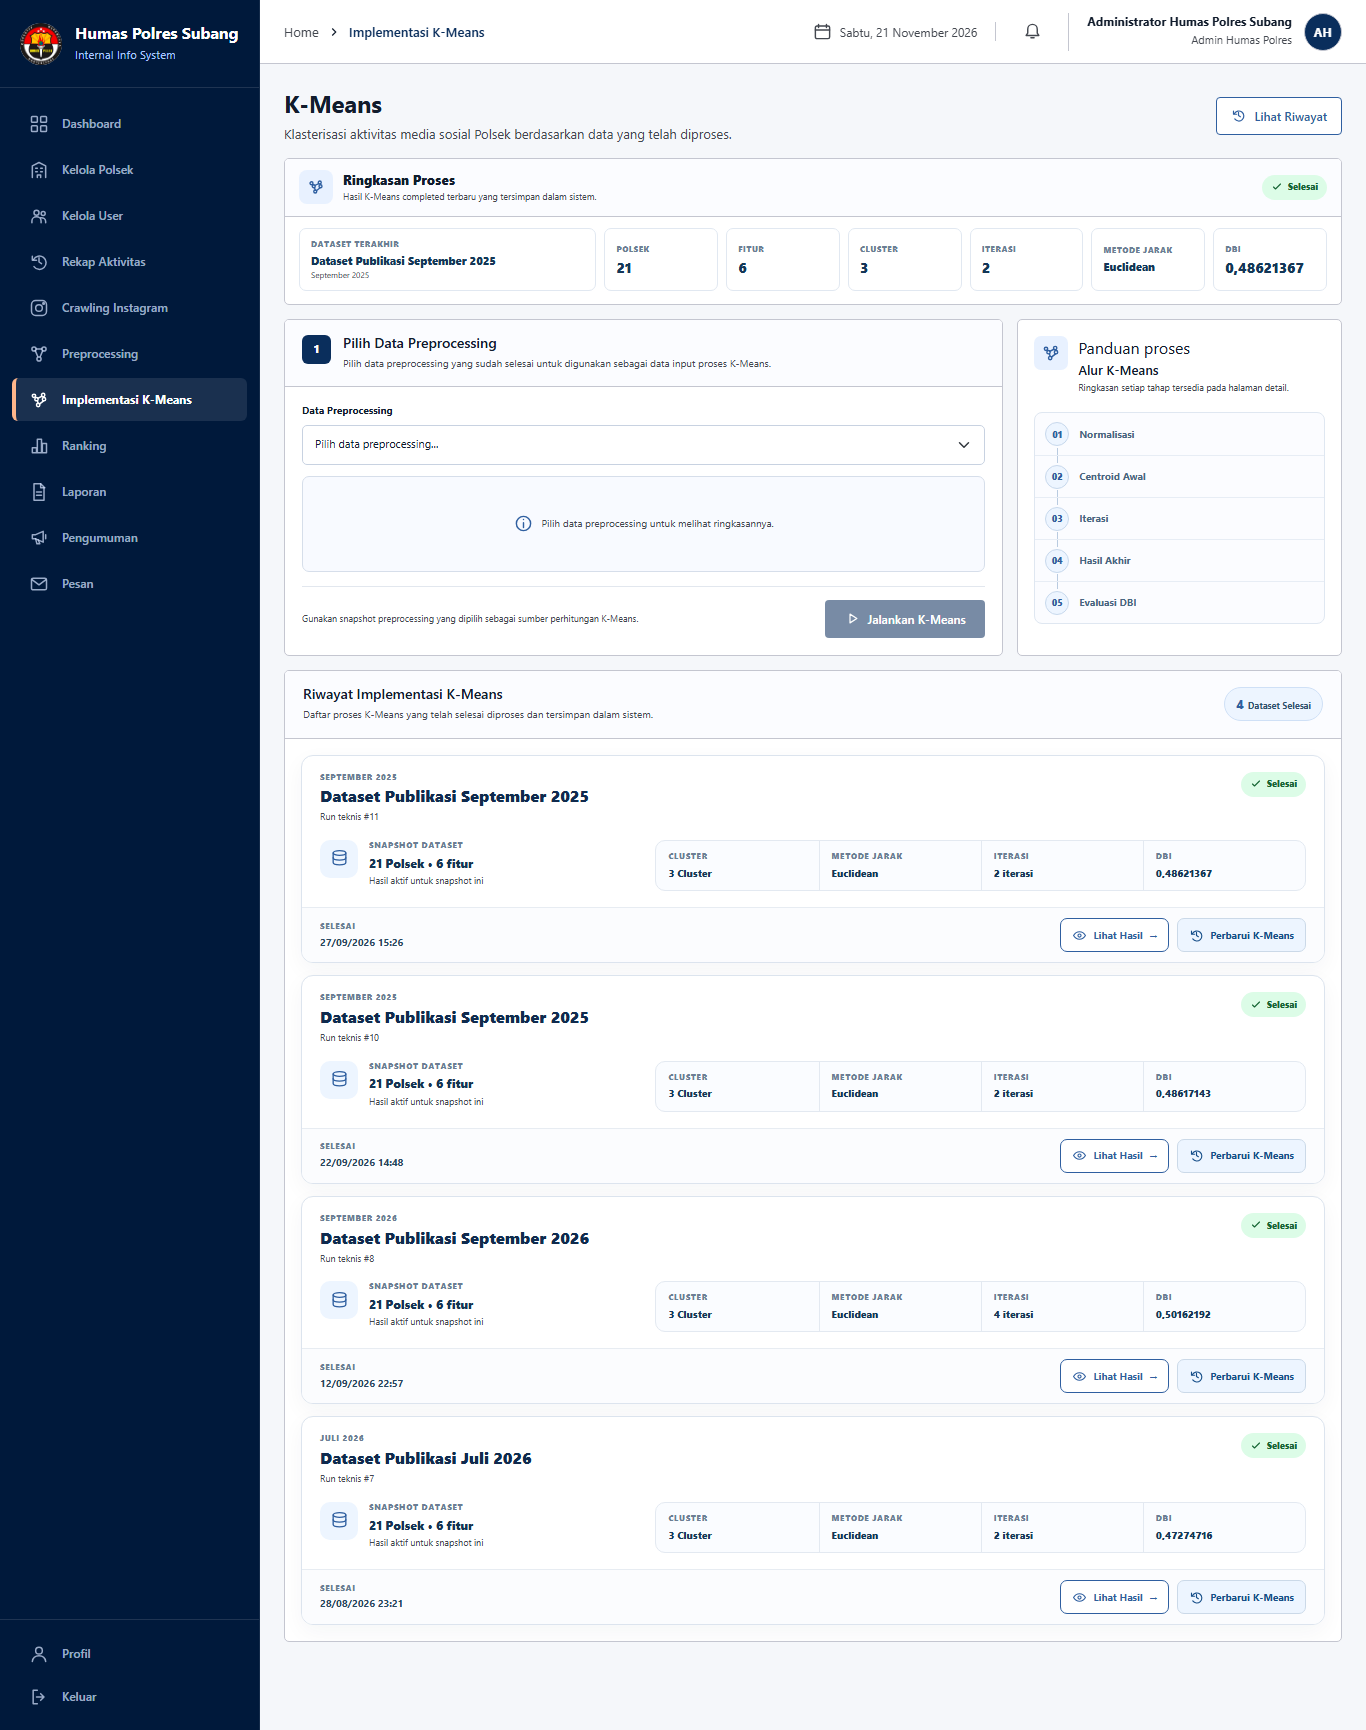 Humas Polres Subang
Internal Info System
Dashboard
Kelola Polsek
Kelola User
Rekap Aktivitas
Crawling Instagram
Preprocessing
Implementasi K-Means
Ranking
Laporan
Pengumuman
Pesan
Profil
Keluar
Home > Implementasi K-Means
Sabtu, 21 November 2026
Administrator Humas Polres Subang
Admin Humas Polres
AH
K-Means
Klasterisasi aktivitas media sosial Polsek berdasarkan data yang telah diproses.
Lihat Riwayat
Ringkasan Proses
Hasil K-Means completed terbaru yang tersimpan dalam sistem.
Selesai
DATASET TERAKHIR
Dataset Publikasi September 2025
September 2025
POLSEK
21
FITUR
6
CLUSTER
3
ITERASI
2
METODE JARAK
Euclidean
DBI
0,48621367
1
Pilih Data Preprocessing
Pilih data preprocessing yang sudah selesai untuk digunakan sebagai data input proses K-Means.
Data Preprocessing
Pilih data preprocessing...
Pilih data preprocessing untuk melihat ringkasannya.
Gunakan snapshot preprocessing yang dipilih sebagai sumber perhitungan K-Means.
Jalankan K-Means
Panduan proses
Alur K-Means
Ringkasan setiap tahap tersedia pada halaman detail.
01 Normalisasi
02 Centroid Awal
03 Iterasi
04 Hasil Akhir
05 Evaluasi DBI
Riwayat Implementasi K-Means
Daftar proses K-Means yang telah selesai diproses dan tersimpan dalam sistem.
4 Dataset Selesai
SEPTEMBER 2025
Dataset Publikasi September 2025
Run teknis #11
Selesai
SNAPSHOT DATASET
21 Polsek • 6 fitur
Hasil aktif untuk snapshot ini
CLUSTER
3 Cluster
METODE JARAK
Euclidean
ITERASI
2 iterasi
DBI
0,48621367
SELESAI
27/09/2026 15:26
Lihat Hasil →
Perbarui K-Means
SEPTEMBER 2025
Dataset Publikasi September 2025
Run teknis #10
Selesai
SNAPSHOT DATASET
21 Polsek • 6 fitur
Hasil aktif untuk snapshot ini
CLUSTER
3 Cluster
METODE JARAK
Euclidean
ITERASI
2 iterasi
DBI
0,48617143
SELESAI
22/09/2026 14:48
Lihat Hasil →
Perbarui K-Means
SEPTEMBER 2026
Dataset Publikasi September 2026
Run teknis #8
Selesai
SNAPSHOT DATASET
21 Polsek • 6 fitur
Hasil aktif untuk snapshot ini
CLUSTER
3 Cluster
METODE JARAK
Euclidean
ITERASI
4 iterasi
DBI
0,50162192
SELESAI
12/09/2026 22:57
Lihat Hasil →
Perbarui K-Means
JULI 2026
Dataset Publikasi Juli 2026
Run teknis #7
Selesai
SNAPSHOT DATASET
21 Polsek • 6 fitur
Hasil aktif untuk snapshot ini
CLUSTER
3 Cluster
METODE JARAK
Euclidean
ITERASI
2 iterasi
DBI
0,47274716
SELESAI
28/08/2026 23:21
Lihat Hasil →
Perbarui K-Means